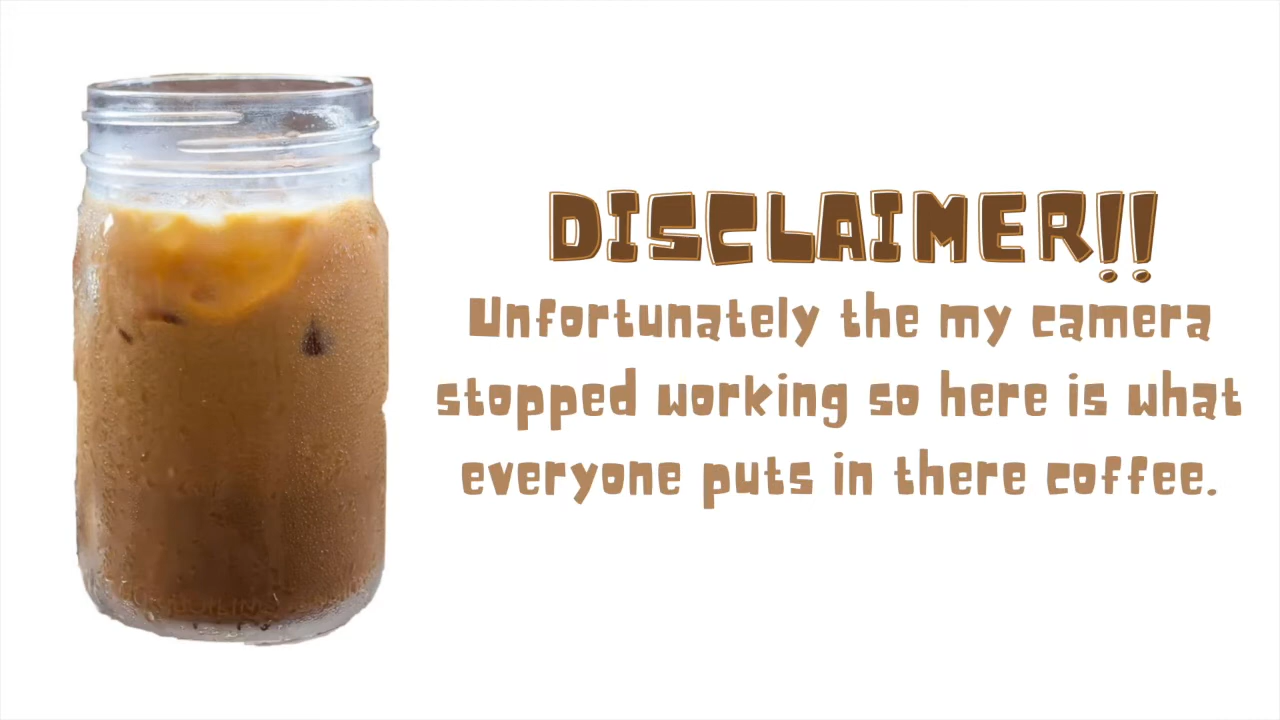 DISCLAIMER!!
Unfortunately the my camera
stopped working so here is what
everyone puts in there coffee.